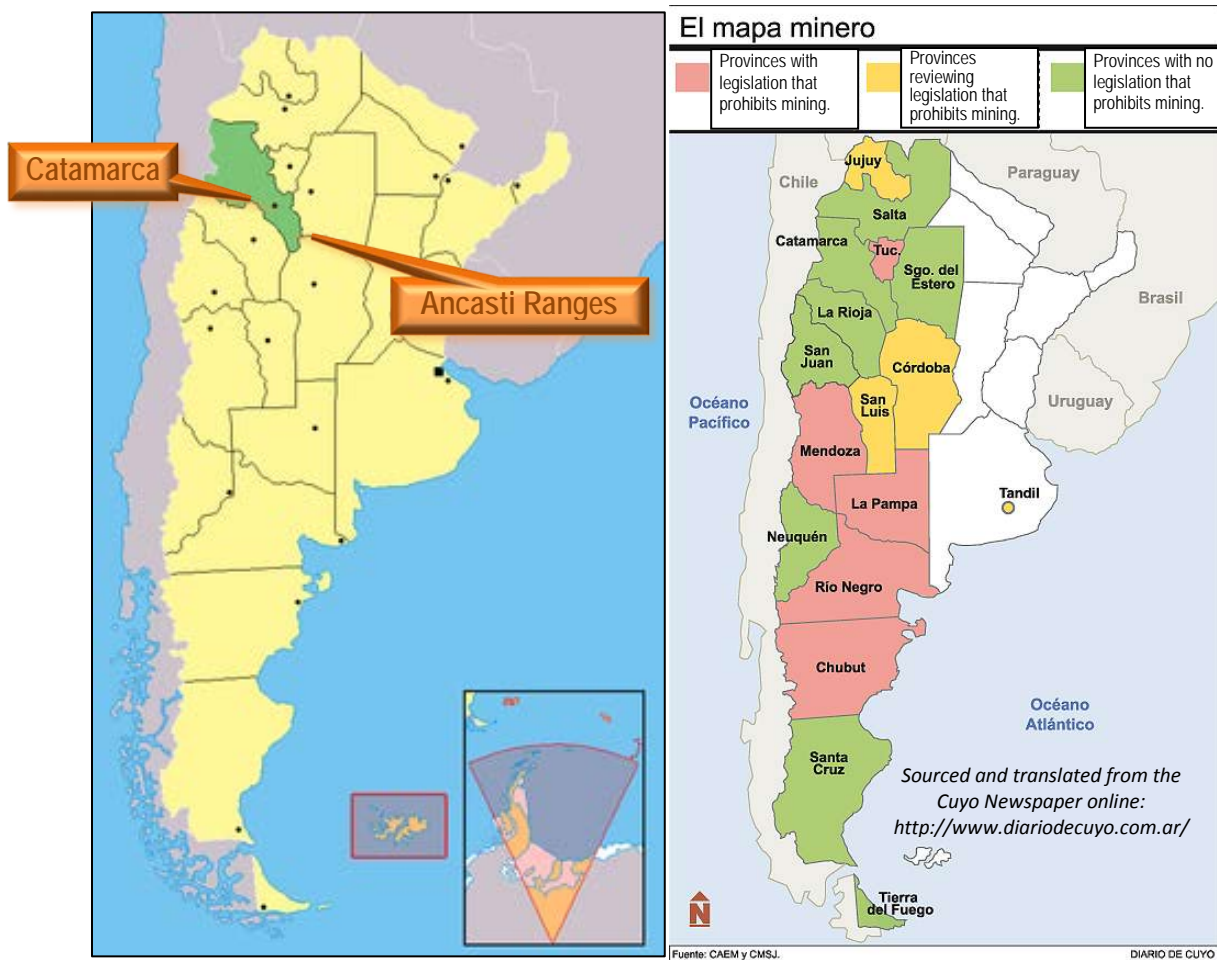 Catamarca
Ancasti Ranges
El mapa minero
Provinces with
legislation that
prohibits mining.
Provinces
reviewing
legislation that
prohibits mining.
Provinces with no
legislation that
prohibits mining.
Jujuy
Chile
Paraguay
Salta
Catamarca
Tuc.
Sgo. del
Estero
Brasil
La Rioja
San
Juan
Córdoba
Océano
Pacífico
San
Luis
Uruguay
Mendoza
La Pampa
Tandil
Neuquén
Río Negro
Chubut
Océano
Atlántico
Santa
Cruz
Sourced and translated from the
Cuyo Newspaper online:
http://www.diariodecuyo.com.ar/
Tierra
del Fuego
N
Fuente: CAEM y CMSJ.
DIARIO DE CUYO